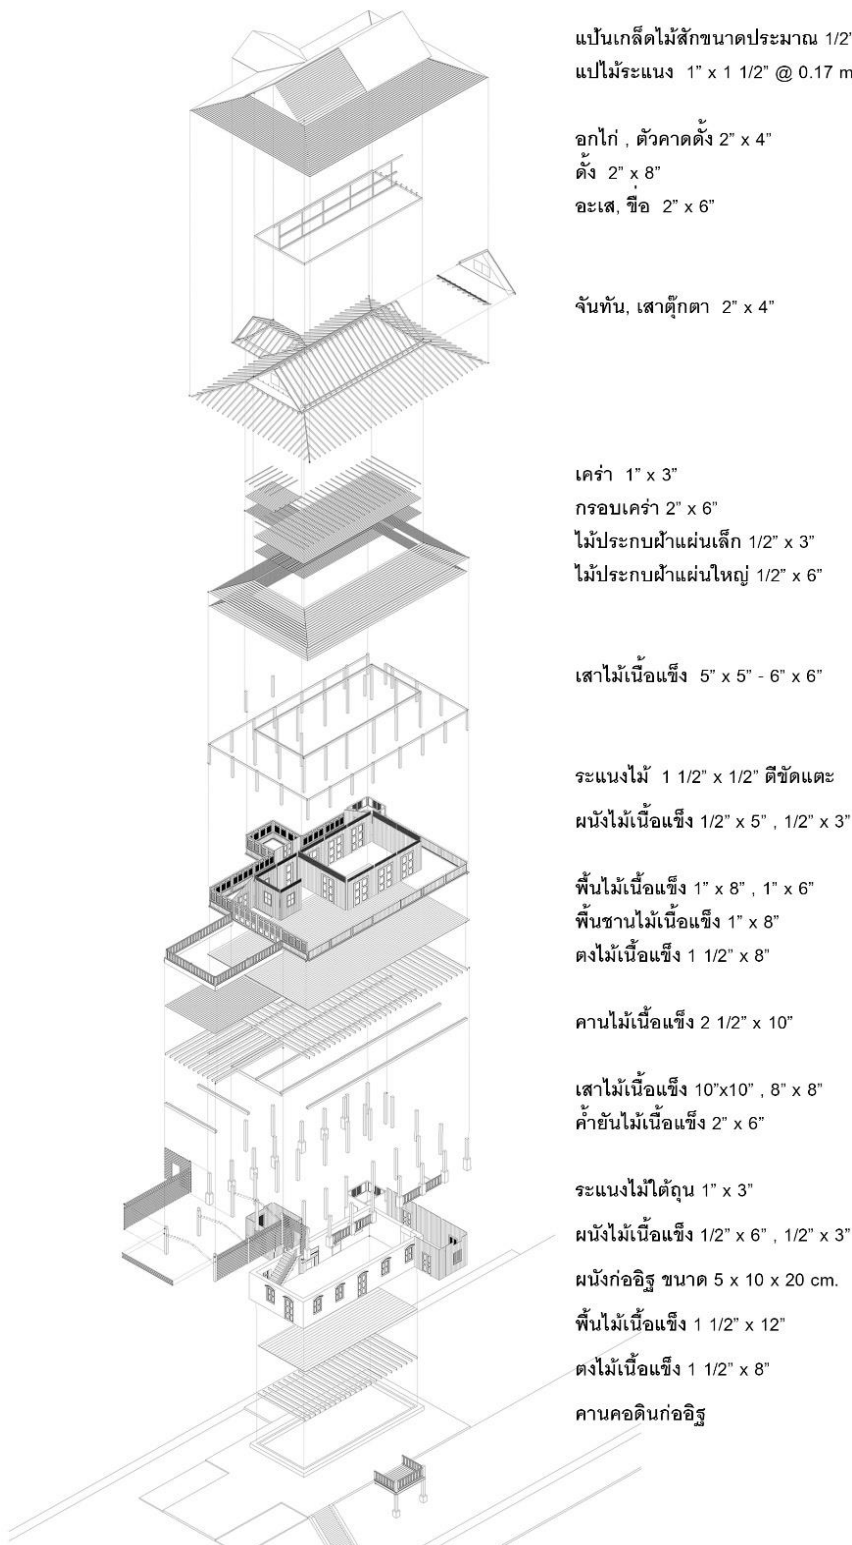 แป้นเกล็ดไม้สักขนาดประมาณ 1/2"
แปไม้ระแนง 1” x 1 1/2” @ 0.17 m
อกไก่ , ตัวคาดดั้ง 2” x 4”
ดั้ง 2” x 8”
อะเส, ขื่อ 2” x 6”
จันทัน, เสาตุ๊กตา 2” x 4”
เคร่า 1” x 3”
กรอบเคร่า 2” x 6”
ไม้ประกบฝ้าแผ่นเล็ก 1/2” x 3”
ไม้ประกบฝ้าแผ่นใหญ่ 1/2” x 6”
เสาไม้เนื้อแข็ง 5” x 5” - 6” x 6”
ระแนงไม้ 1 1/2” x 1/2” ตีขัดแตะ
ผนังไม้เนื้อแข็ง 1/2” x 5” , 1/2” x 3”
พื้นไม้เนื้อแข็ง 1” x 8” , 1” x 6”
พื้นชานไม้เนื้อแข็ง 1” x 8”
ตงไม้เนื้อแข็ง 1 1/2” x 8”
คานไม้เนื้อแข็ง 2 1/2” x 10”
เสาไม้เนื้อแข็ง 10”x10” , 8” x 8”
ค้ำยันไม้เนื้อแข็ง 2” x 6”
ระแนงไม้ใต้ถุน 1” x 3”
ผนังไม้เนื้อแข็ง 1/2” x 6” , 1/2” x 3”
ผนังก่ออิฐ ขนาด 5 x 10 x 20 cm.
พื้นไม้เนื้อแข็ง 1 1/2” x 12”
ตงไม้เนื้อแข็ง 1 1/2” x 8”
คานคอดินก่ออิฐ